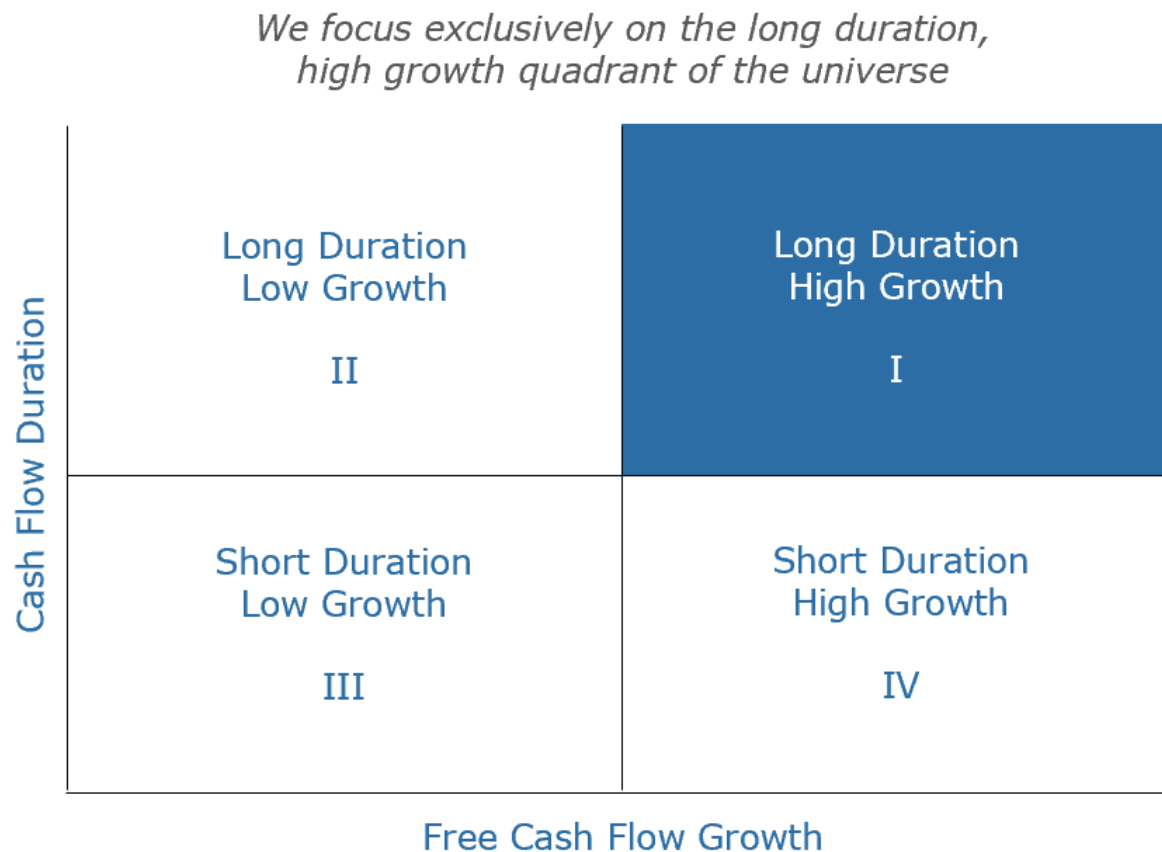 We focus exclusively on the long duration,
high growth quadrant of the universe
Long Duration
Low Growth
II
Long Duration
High Growth
I
Cash Flow Duration
Short Duration
Low Growth
III
Short Duration
High Growth
IV
Free Cash Flow Growth